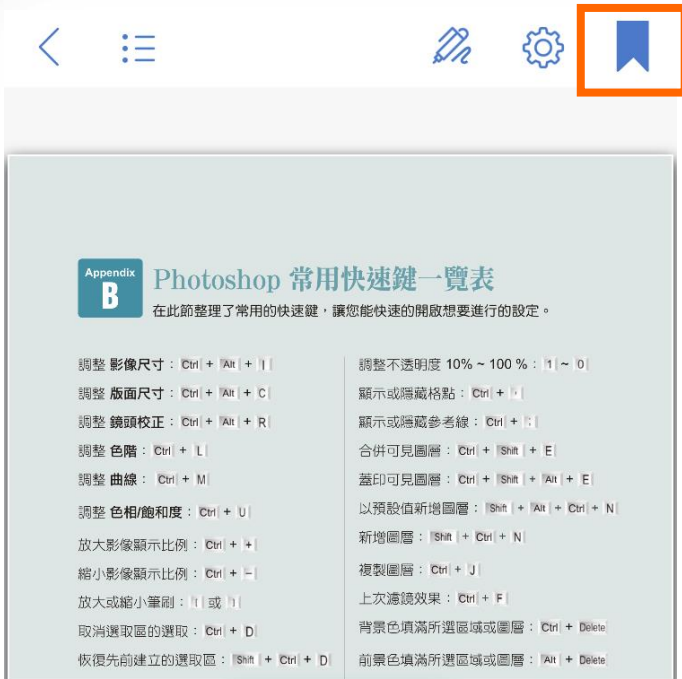 Appendix
B
Photoshop 常用快速鍵一覽表
在此節整理了常用的快速鍵，讓您能快速的開啟想要進行的設定。
調整 影像尺寸：Ctrl + Alt + I
調整 版面尺寸：Ctrl + Alt + C
調整 鏡頭校正：Ctrl + Alt + R
調整 色階：Ctrl + L
調整 曲線：Ctrl + M
調整 色相/飽和度：Ctrl + U
放大影像顯示比例：Ctrl + +
縮小影像顯示比例：Ctrl + −
放大或縮小筆刷：[ 或 ]
取消選取區的選取：Ctrl + D
恢復先前建立的選取區：Shift + Ctrl + D
調整不透明度 10% ~ 100 %：1 ~ 0
顯示或隱藏格點：Ctrl +
顯示或隱藏參考線：Ctrl + ;
合併可見圖層：Ctrl + Shift + E
蓋印可見圖層：Ctrl + Shift + Alt + E
以預設值新增圖層：Shift + Alt + Ctrl + N
新增圖層：Shift + Ctrl + N
複製圖層：Ctrl + J
上次濾鏡效果：Ctrl + F
背景色填滿所選區域或圖層：Ctrl + Delete
前景色填滿所選區域或圖層：Alt + Delete